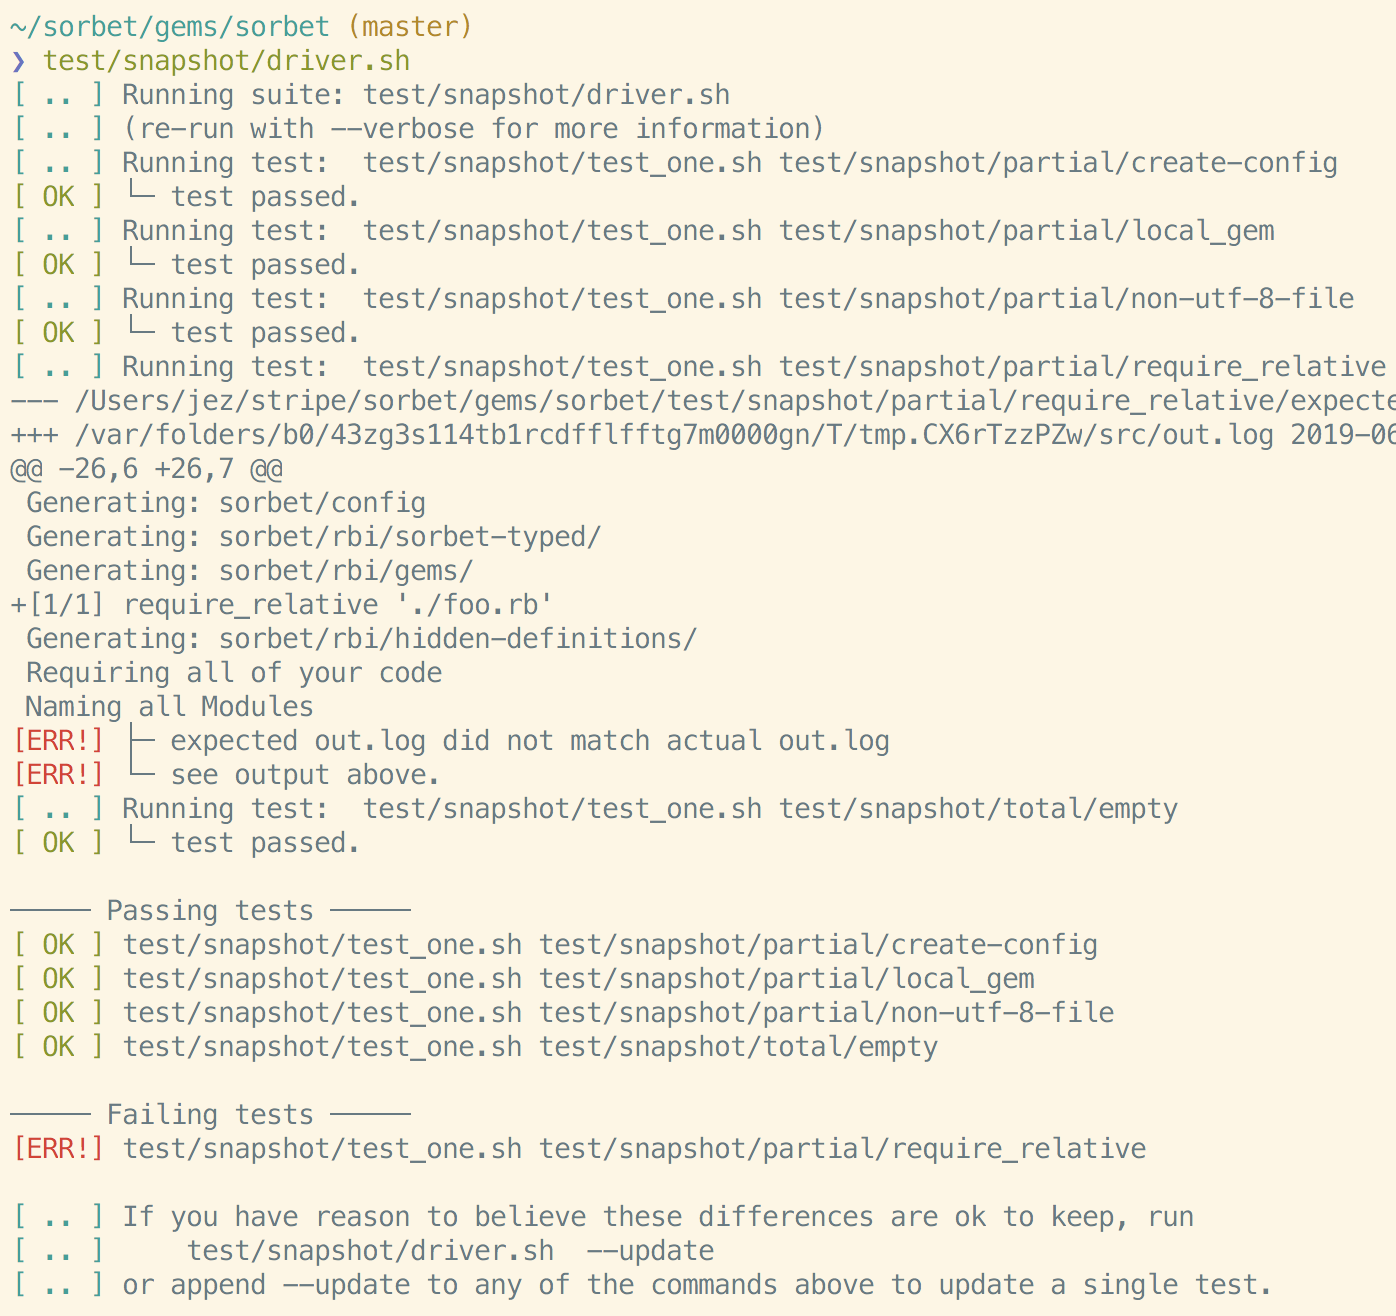 ~/sorbet/gems/sorbet (master)
❯ test/snapshot/driver.sh
[ .. ] Running suite: test/snapshot/driver.sh
[ .. ] (re-run with --verbose for more information)
[ .. ] Running test:  test/snapshot/test_one.sh test/snapshot/partial/create-config
[ OK ] └─ test passed.
[ .. ] Running test:  test/snapshot/test_one.sh test/snapshot/partial/local_gem
[ OK ] └─ test passed.
[ .. ] Running test:  test/snapshot/test_one.sh test/snapshot/partial/non-utf-8-file
[ OK ] └─ test passed.
[ .. ] Running test:  test/snapshot/test_one.sh test/snapshot/partial/require_relative
--- /Users/jez/stripe/sorbet/gems/sorbet/test/snapshot/partial/require_relative/expecte
+++ /var/folders/b0/43zg3s114tb1rcdfflfftg7m0000gn/T/tmp.CX6rTzzPZw/src/out.log 2019-06
@@ -26,6 +26,7 @@
 Generating: sorbet/config
 Generating: sorbet/rbi/sorbet-typed/
 Generating: sorbet/rbi/gems/
+[1/1] require_relative './foo.rb'
 Generating: sorbet/rbi/hidden-definitions/
 Requiring all of your code
 Naming all Modules
[ERR!] ├─ expected out.log did not match actual out.log
[ERR!] └─ see output above.
[ .. ] Running test:  test/snapshot/test_one.sh test/snapshot/total/empty
[ OK ] └─ test passed.
───── Passing tests ─────
[ OK ] test/snapshot/test_one.sh test/snapshot/partial/create-config
[ OK ] test/snapshot/test_one.sh test/snapshot/partial/local_gem
[ OK ] test/snapshot/test_one.sh test/snapshot/partial/non-utf-8-file
[ OK ] test/snapshot/test_one.sh test/snapshot/total/empty
───── Failing tests ─────
[ERR!] test/snapshot/test_one.sh test/snapshot/partial/require_relative
[ .. ] If you have reason to believe these differences are ok to keep, run
[ .. ]     test/snapshot/driver.sh  --update
[ .. ] or append --update to any of the commands above to update a single test.